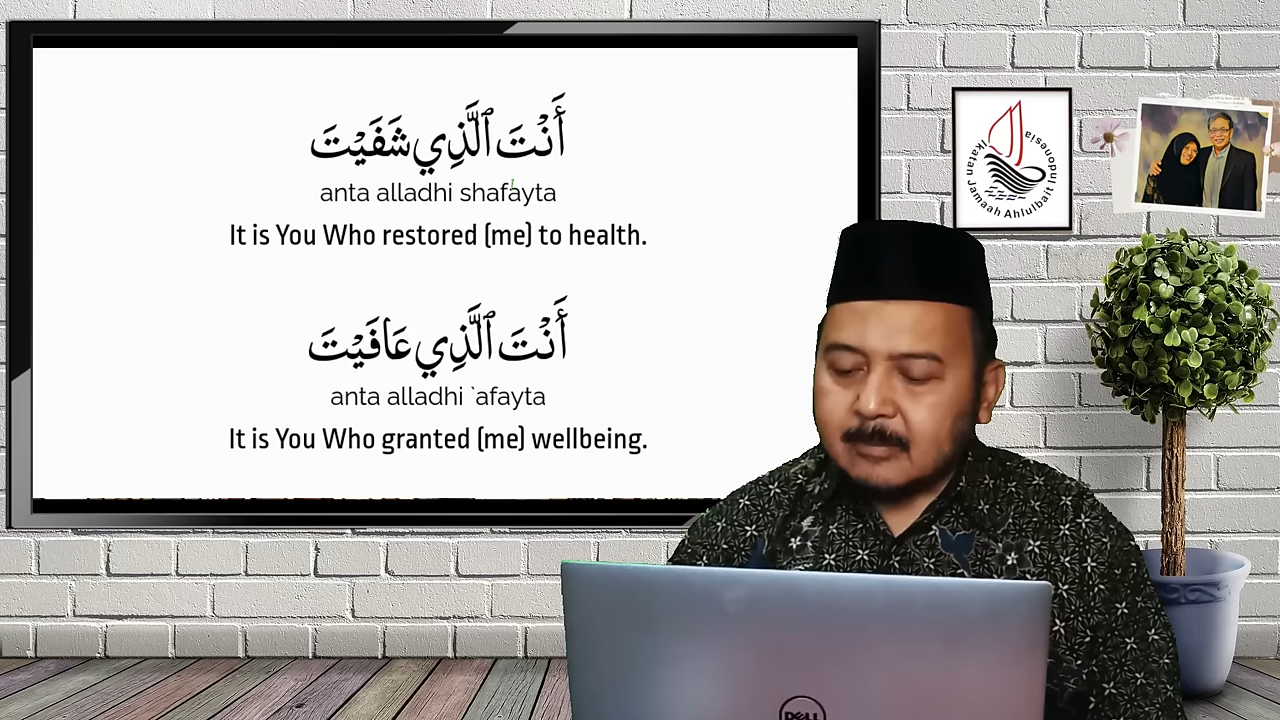 أَنْتَ ٱلَّذِي شَفَيْتَ
anta alladhi shafayta
It is You Who restored (me) to health.
أَنْتَ ٱلَّذِي عَافَيْتَ
anta alladhi `afayta
It is You Who granted (me) wellbeing.
Ikatan Jamaah Ahlulbait Indonesia
DELL